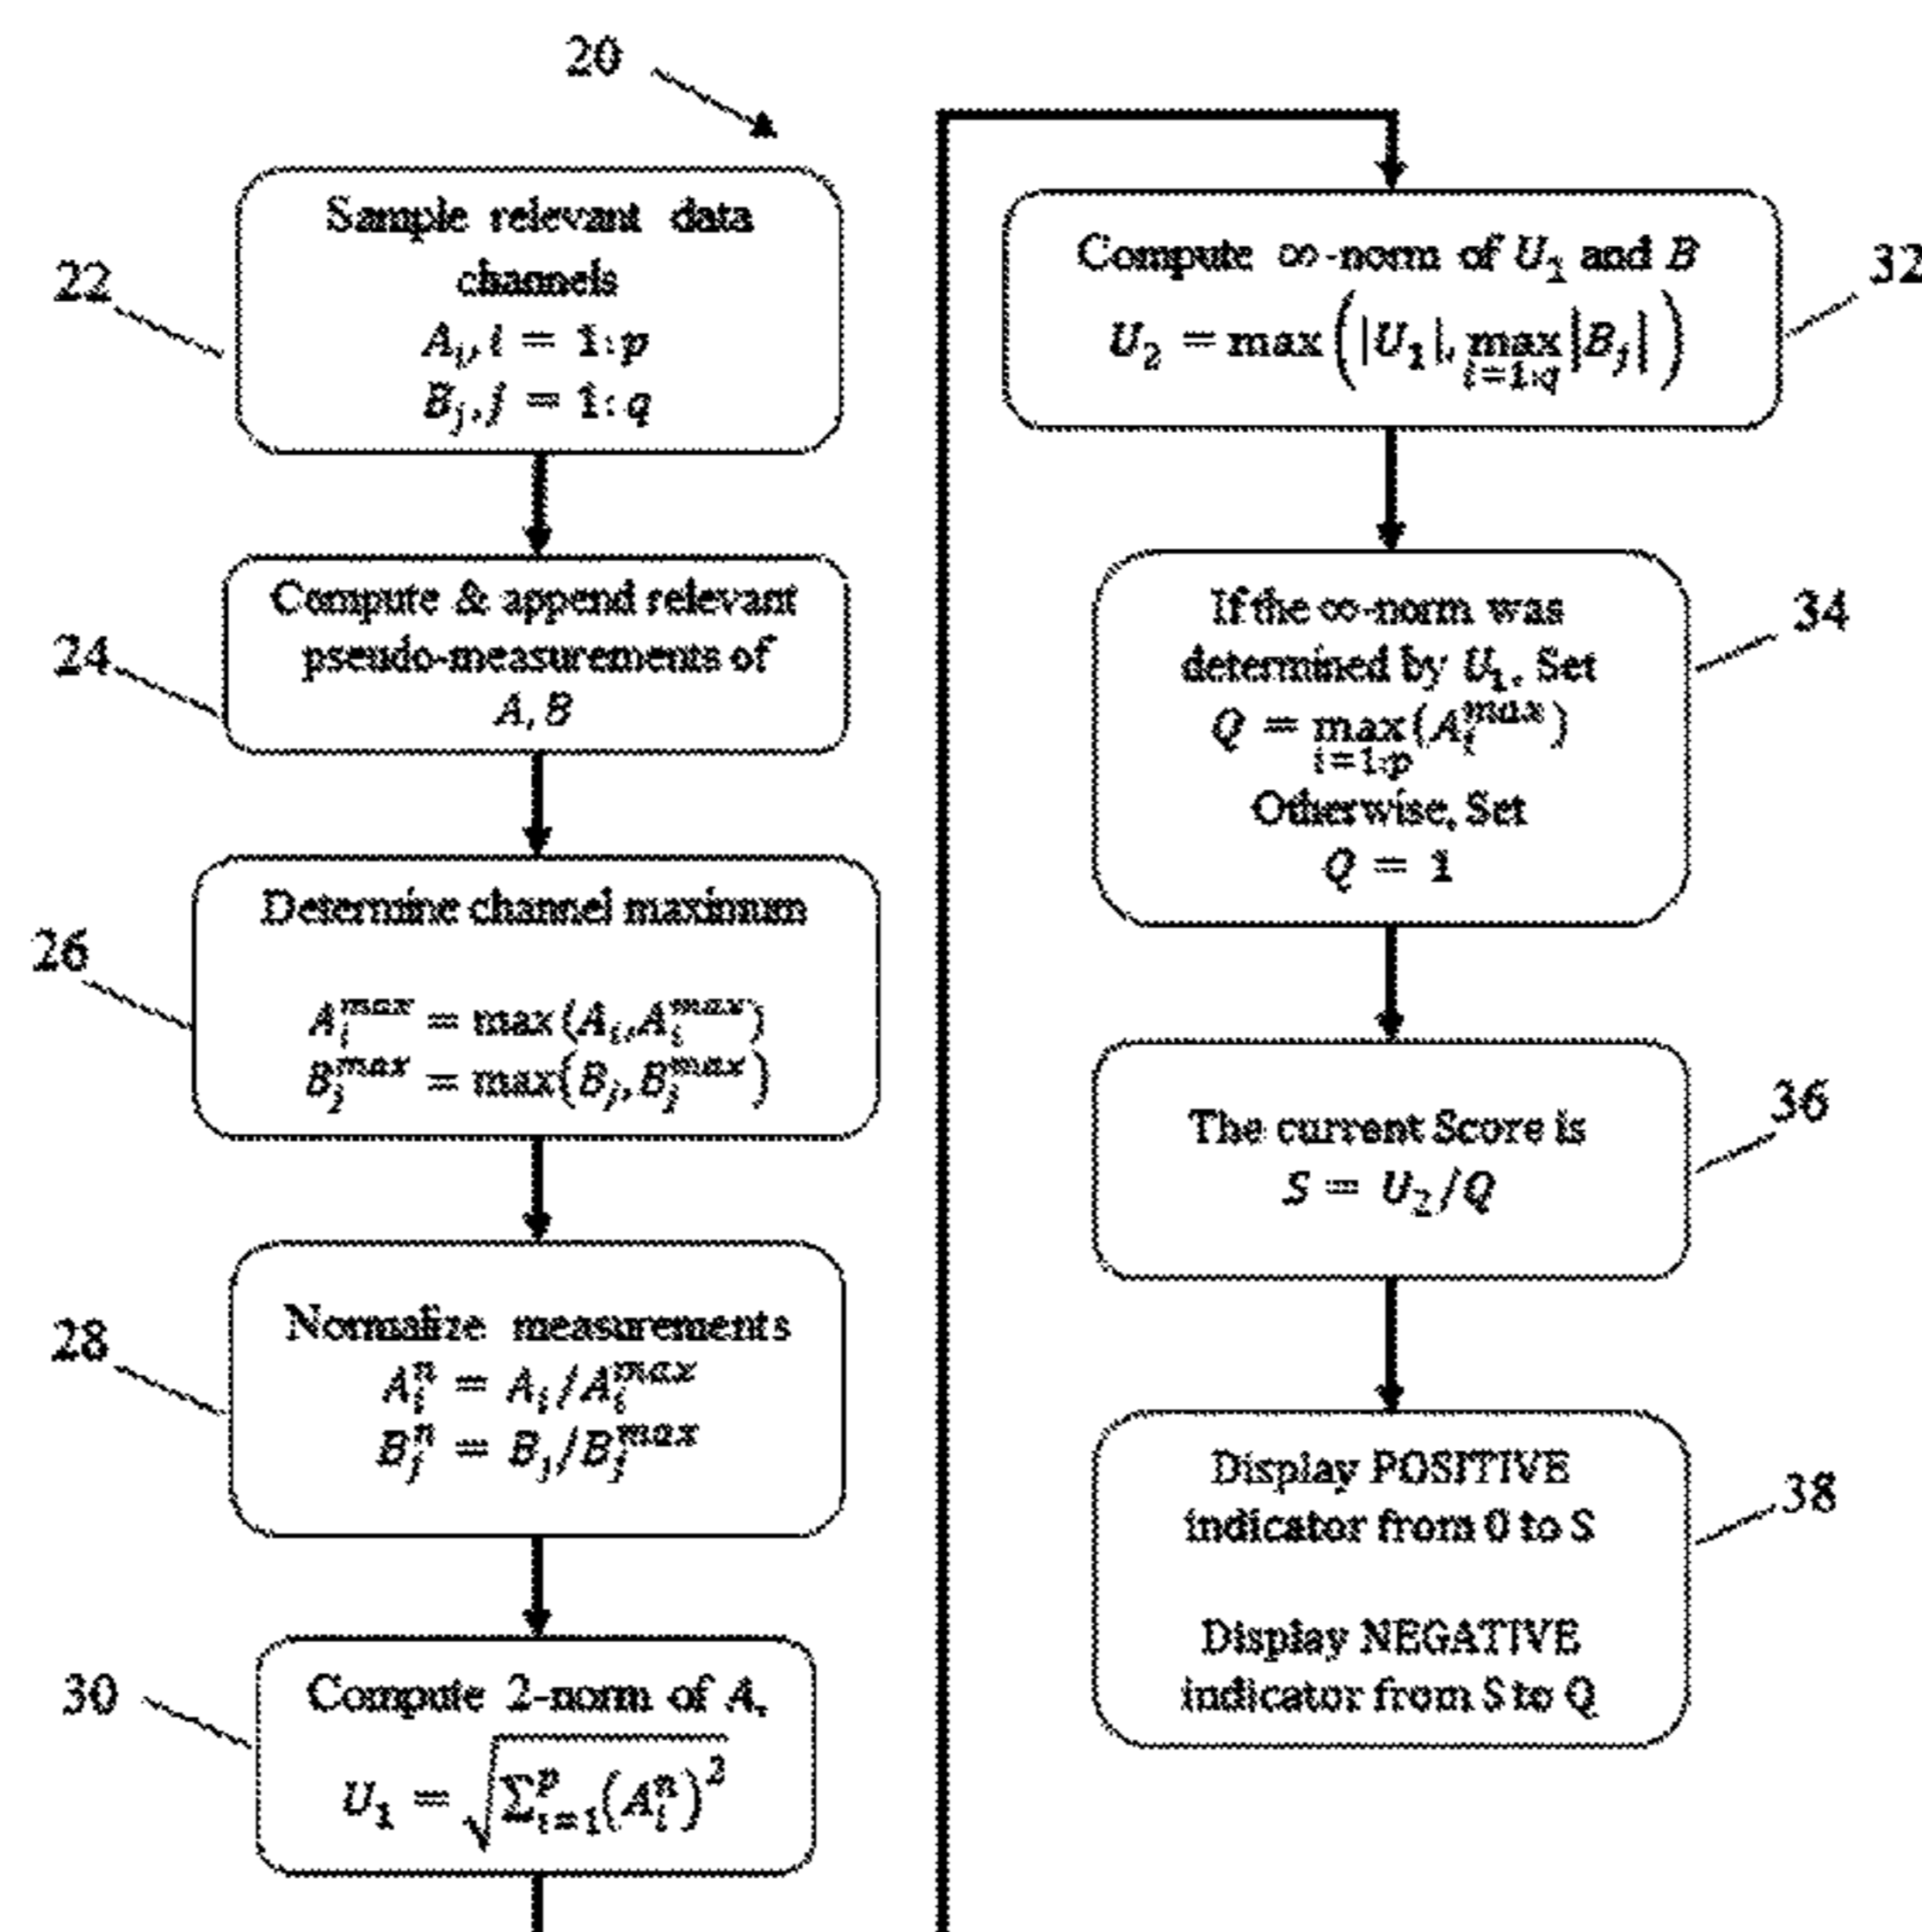 20
22
Sample relevant data
channels
A_i, i = 1:p
B_j, j = 1:q
24
Compute & append relevant
pseudo-measurements of
A, B
26
Determine channel maximum
A_i^max = max(A_i, A_i^max)
B_j^max = max(B_j, B_j^max)
28
Normalize measurements
A_i^n = A_i/A_i^max
B_j^n = B_j/B_j^max
30
Compute 2-norm of A,
U_1 = √(Σ_{i=1}^p (A_i^n)^2)
32
Compute ∞-norm of U_1 and B
U_2 = max(|U_1|, max_{i=1:q} |B_j|)
34
If the ∞-norm was
determined by U_1, Set
Q = max_{i=1:p} (A_i^max)
Otherwise, Set
Q = 1
36
The current Score is
S = U_2/Q
38
Display POSITIVE
indicator from 0 to S
Display NEGATIVE
indicator from S to Q